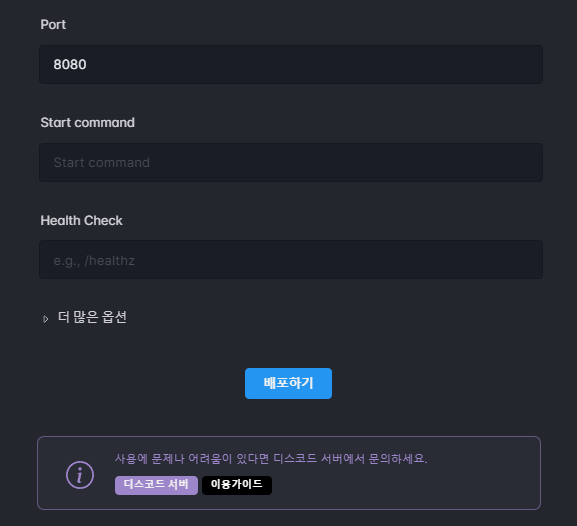 Port
8080
Start command
Start command
Health Check
e.g., /healthz
더 많은 옵션
배포하기
사용에 문제나 어려움이 있다면 디스코드 서버에서 문의하세요.
디스코드 서버 이용가이드